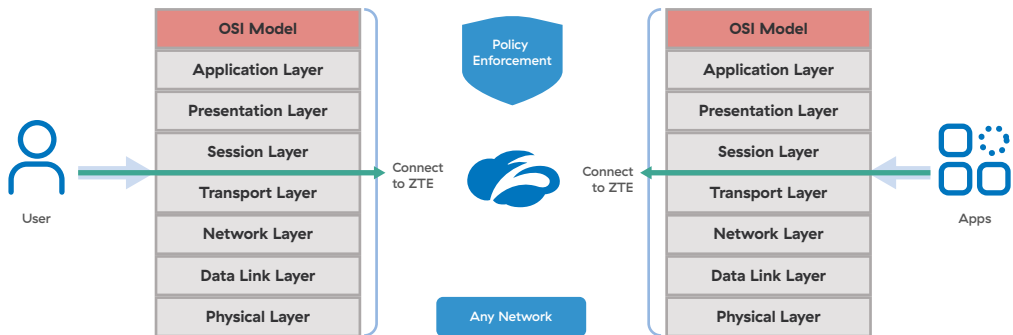 OSI Model
Application Layer
Presentation Layer
Session Layer
Transport Layer
Network Layer
Data Link Layer
Physical Layer
User
Connect
to ZTE
Policy
Enforcement
Any Network
Connect
to ZTE
OSI Model
Application Layer
Presentation Layer
Session Layer
Transport Layer
Network Layer
Data Link Layer
Physical Layer
Apps